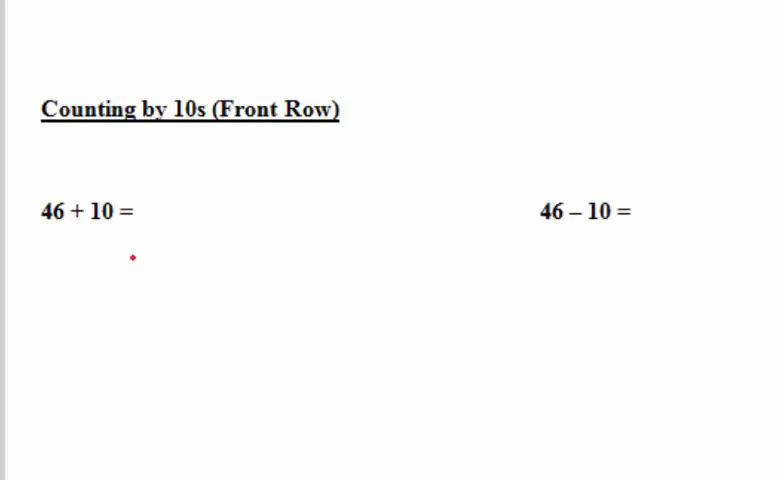 Counting by 10s (Front Row)
46 + 10 =
46 – 10 =